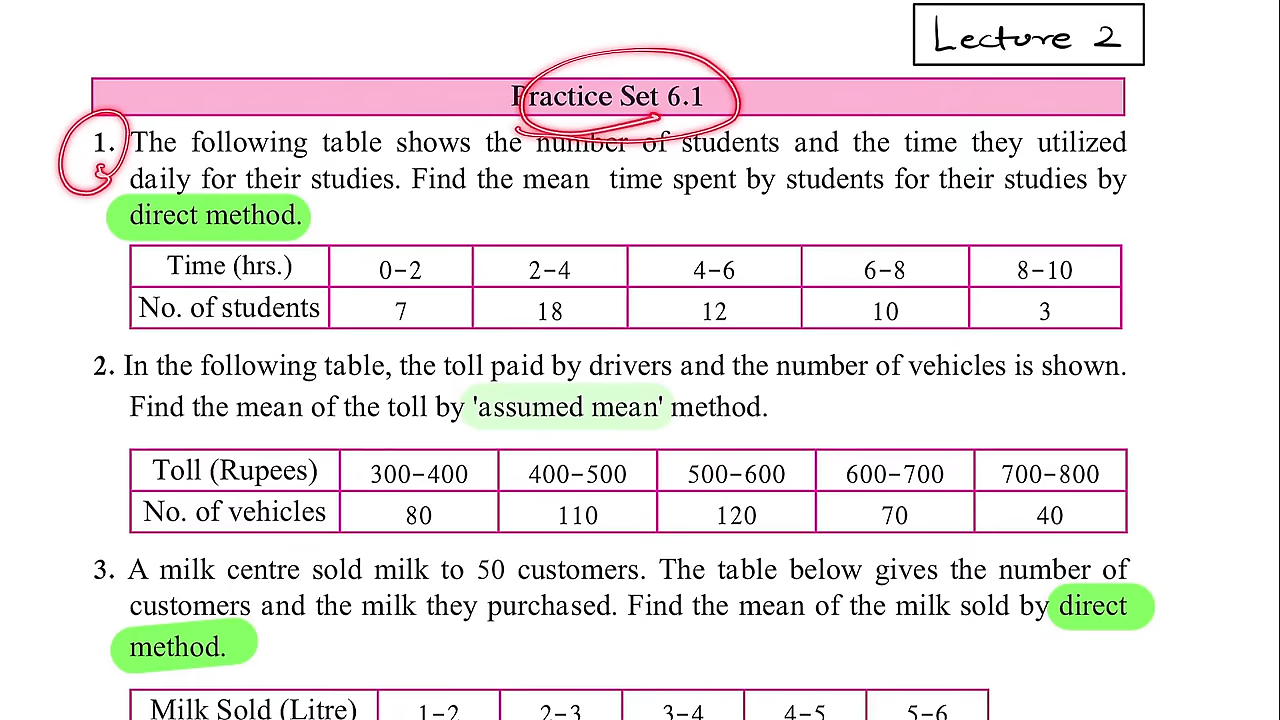 Lecture 2
Practice Set 6.1
1. The following table shows the number of students and the time they utilized
daily for their studies. Find the mean time spent by students for their studies by
direct method.
Time (hrs.) 0-2 2-4 4-6 6-8 8-10
No. of students 7 18 12 10 3
2. In the following table, the toll paid by drivers and the number of vehicles is shown.
Find the mean of the toll by 'assumed mean' method.
Toll (Rupees) 300-400 400-500 500-600 600-700 700-800
No. of vehicles 80 110 120 70 40
3. A milk centre sold milk to 50 customers. The table below gives the number of
customers and the milk they purchased. Find the mean of the milk sold by direct
method.
Milk Sold (Litre) 1-2 2-3 3-4 4-5 5-6